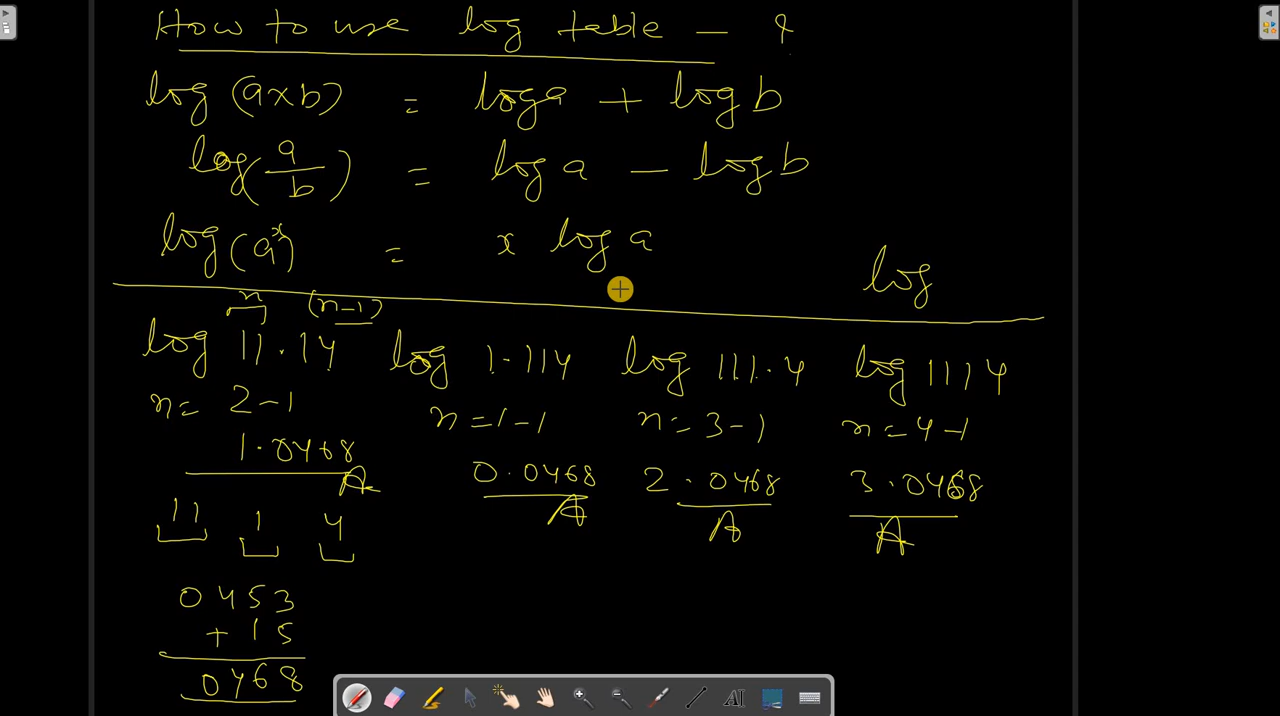 How to use log table - ?
log (a×b) = log a + log b
log(a/b) = log a - log b
log(a^x) = x log a
log
n (n-1)
log 11.14 log 1.114 log 111.4 log 1114
n= 2-1 n=1-1 n=3-1 n=4-1
1.0468 0.0468 2.0468 3.0468
A A A A
11 1 4
0453
+ 15
0468
AI